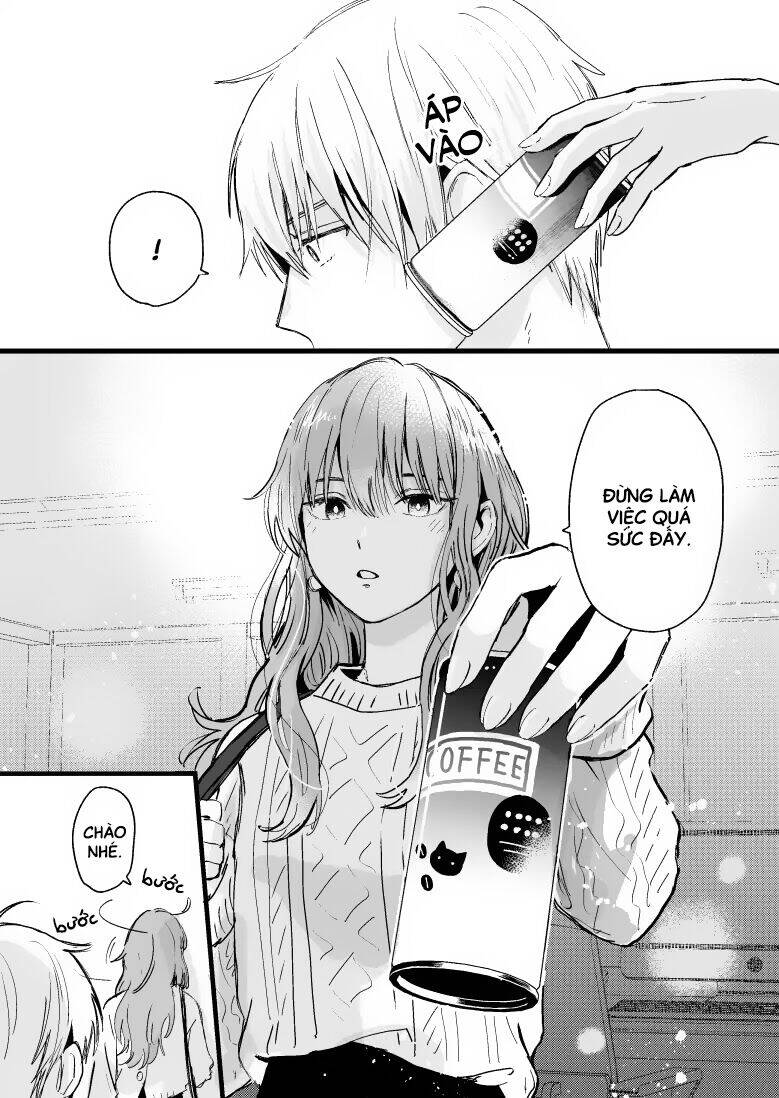 ÁP
VÀO
!
ĐỪNG LÀM
VIỆC QUÁ
SỨC ĐẤY.
COFFEE
CHÀO
NHÉ.
bước
bước